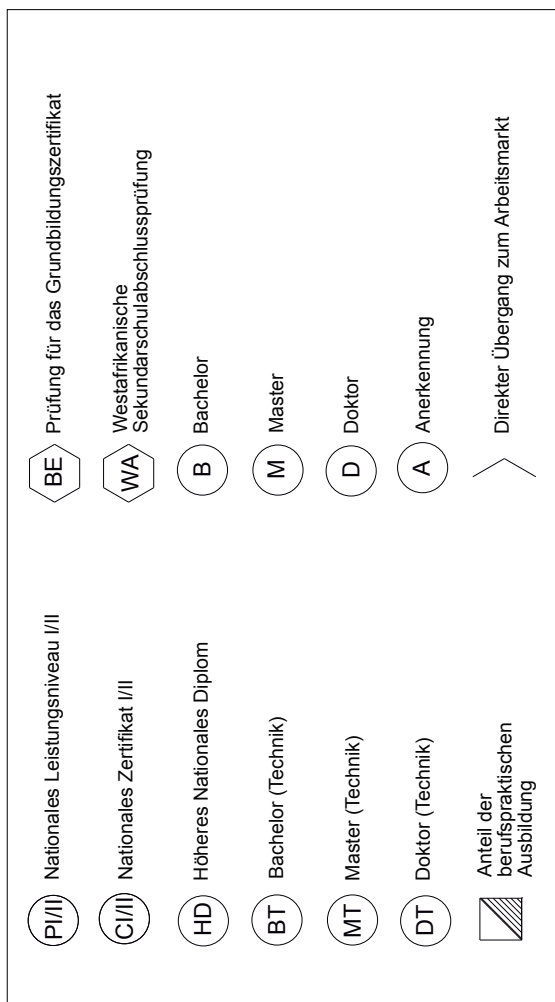 PI/II Nationales Leistungsniveau I/II
CI/II Nationales Zertifikat I/II
HD Höheres Nationales Diplom
BT Bachelor (Technik)
MT Master (Technik)
DT Doktor (Technik)
Anteil der
berufspraktischen
Ausbildung
BE Prüfung für das Grundbildungszertifikat
WA Westafrikanische
Sekundarschulabschlussprüfung
B Bachelor
M Master
D Doktor
A Anerkennung
Direkter Übergang zum Arbeitsmarkt